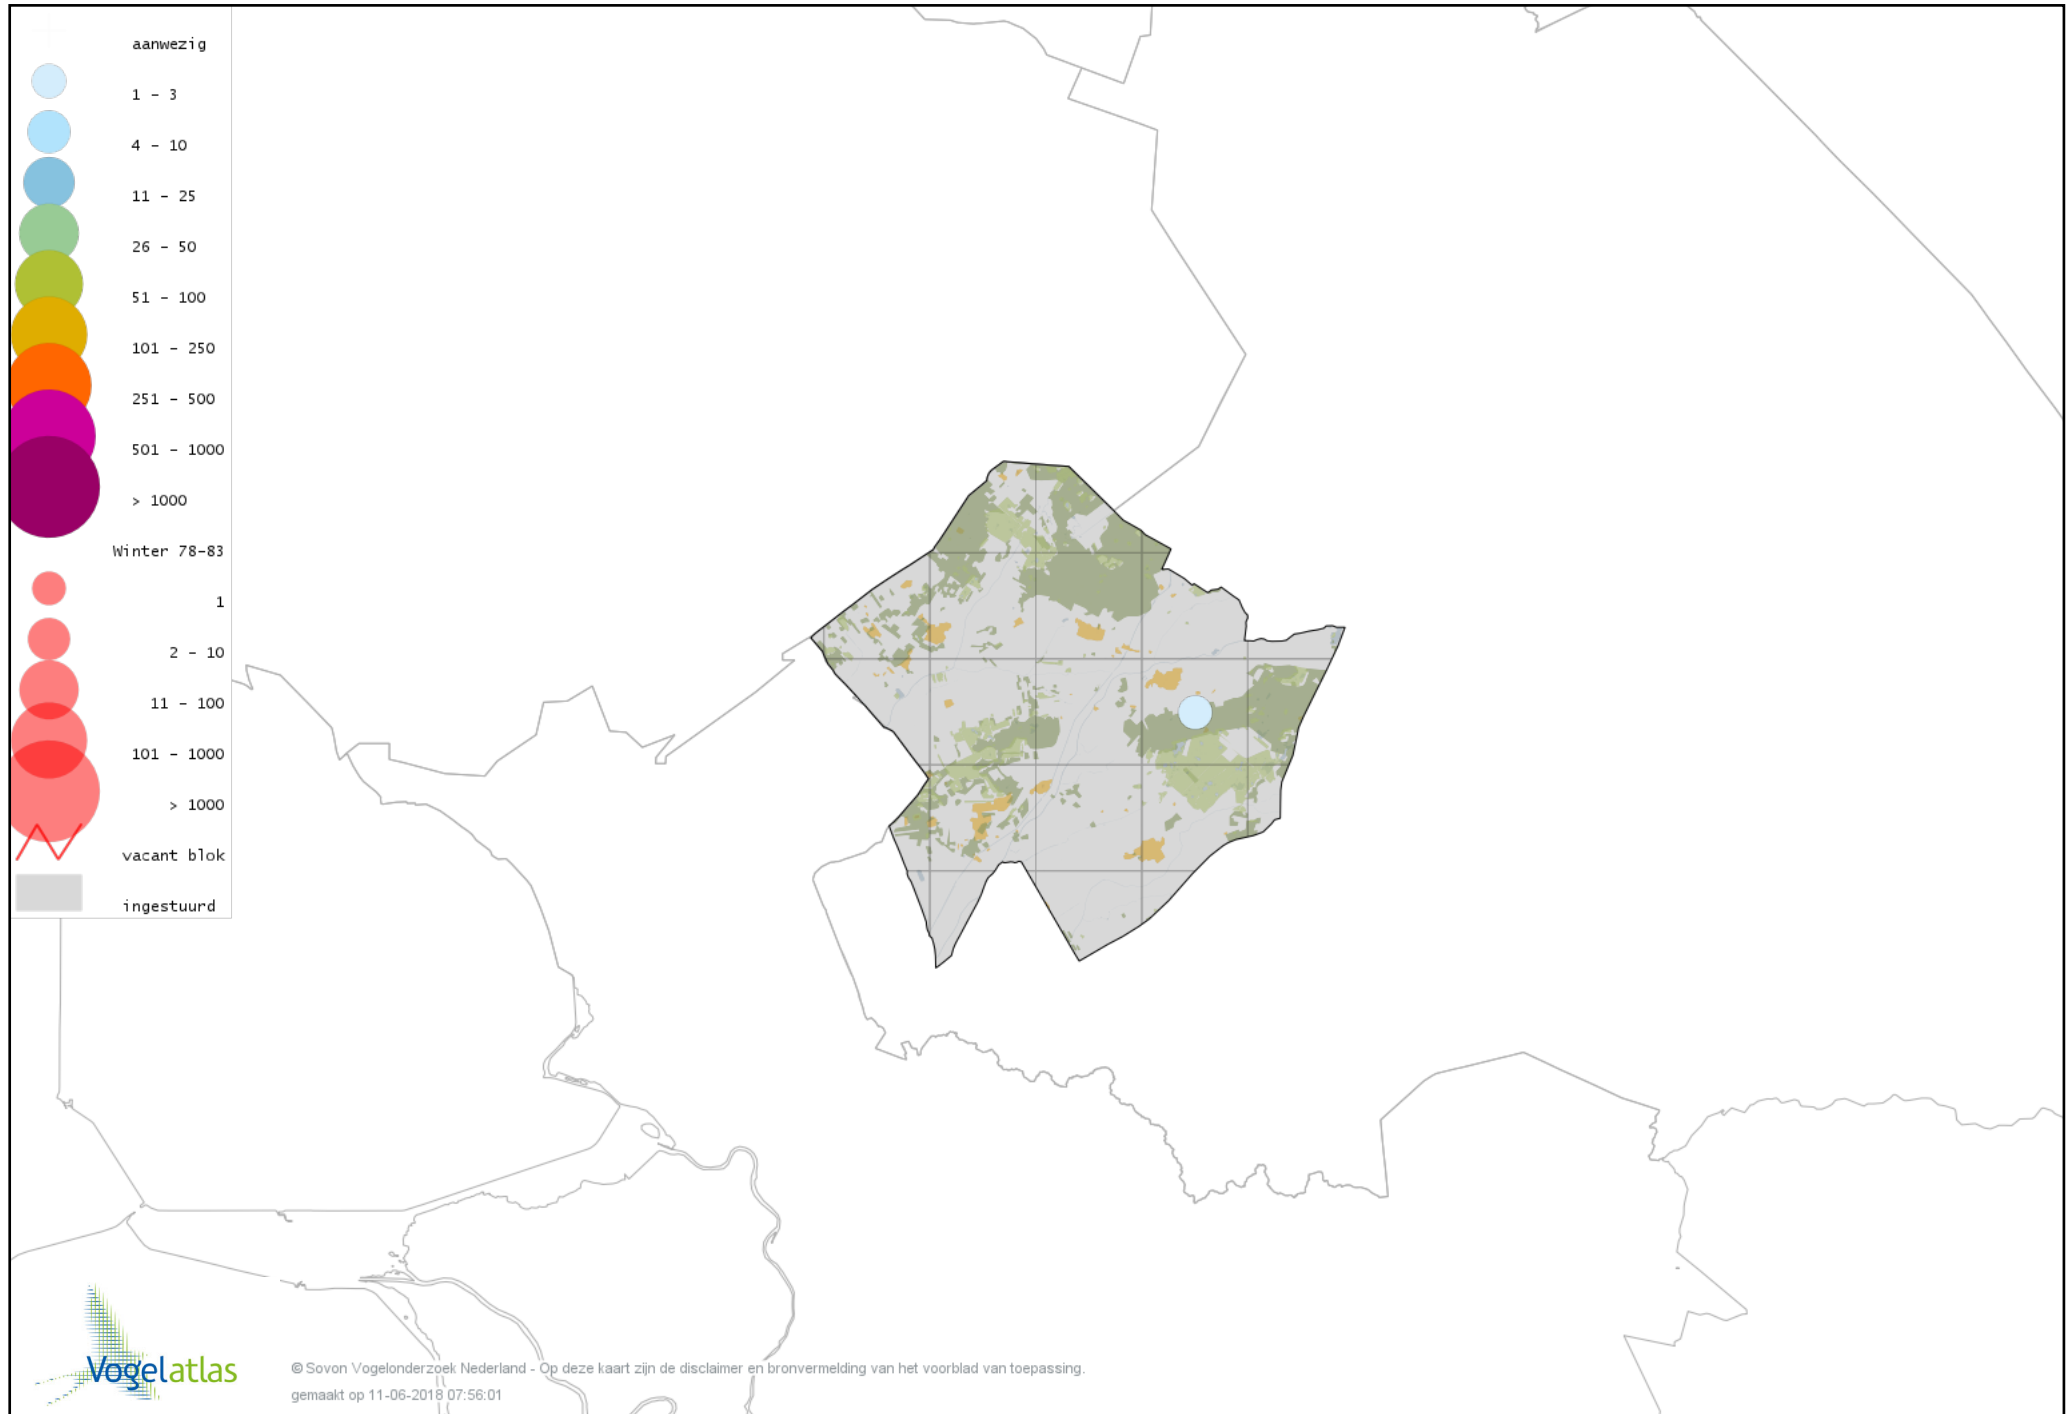 aanwezig
1 – 3
4 – 10
11 – 25
26 – 50
51 – 100
101 – 250
251 – 500
501 – 1000
> 1000
Winter 78-83
1
2 – 10
11 – 100
101 – 1000
> 1000
vacant blok
ingestuurd
Vogelatlas
© Sovon Vogelonderzoek Nederland - Op deze kaart zijn de disclaimer en bronvermelding van het voorblad van toepassing.
gemaakt op 11-06-2018 07:56:01